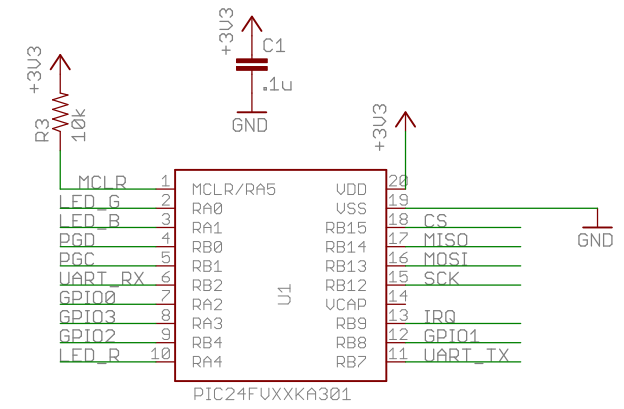 +3V3
C1
.1u
GND
+3V3
R3
10k
+3V3
MCLR 1 MCLR/RA5 VDD 20
LED_G 2 RA0 VSS 19
LED_B 3 RA1 RB15 18 CS
PGD 4 RB0 RB14 17 MISO
PGC 5 RB1 RB13 16 MOSI
UART_RX 6 RB2 RB12 15 SCK
GPIO0 7 RA2 VCAP 14
GPIO3 8 RA3 RB9 13 IRQ
GPIO2 9 RB4 RB8 12 GPIO1
LED_R 10 RA4 RB7 11 UART_TX
U1
GND
PIC24FVXXKA301